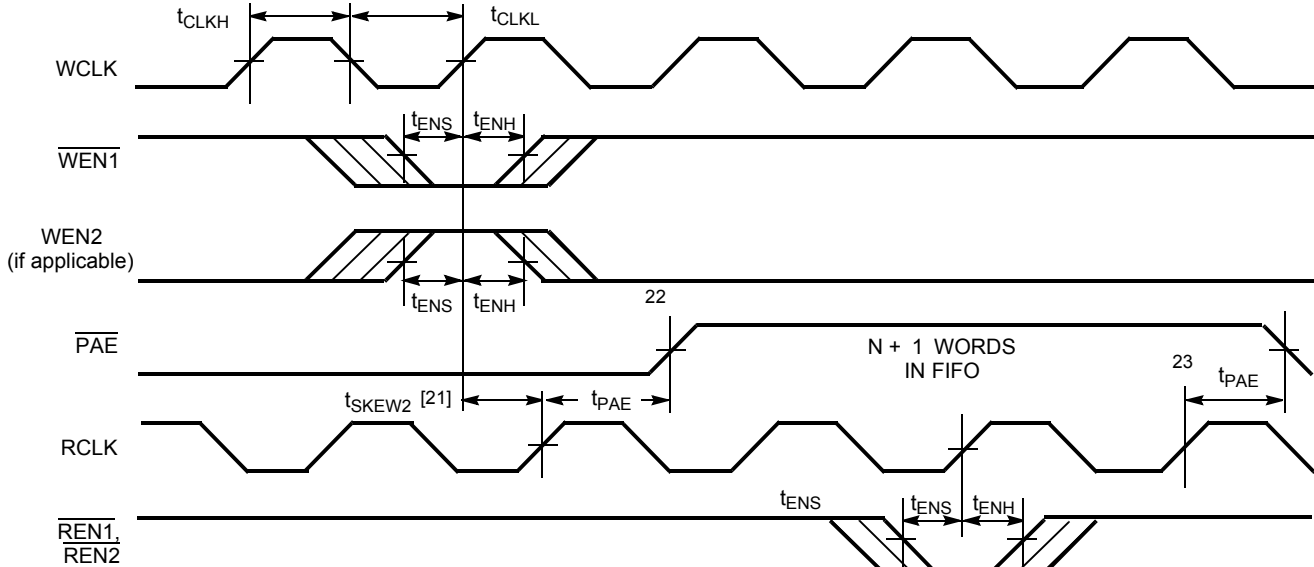 tCLKH
tCLKL
WCLK
tENS
tENH
WEN1
WEN2
(if applicable)
tENS
tENH
22
PAE
N + 1 WORDS
IN FIFO
23
tPAE
tSKEW2 [21]
tPAE
RCLK
tENS
tENS
tENH
REN1,
REN2